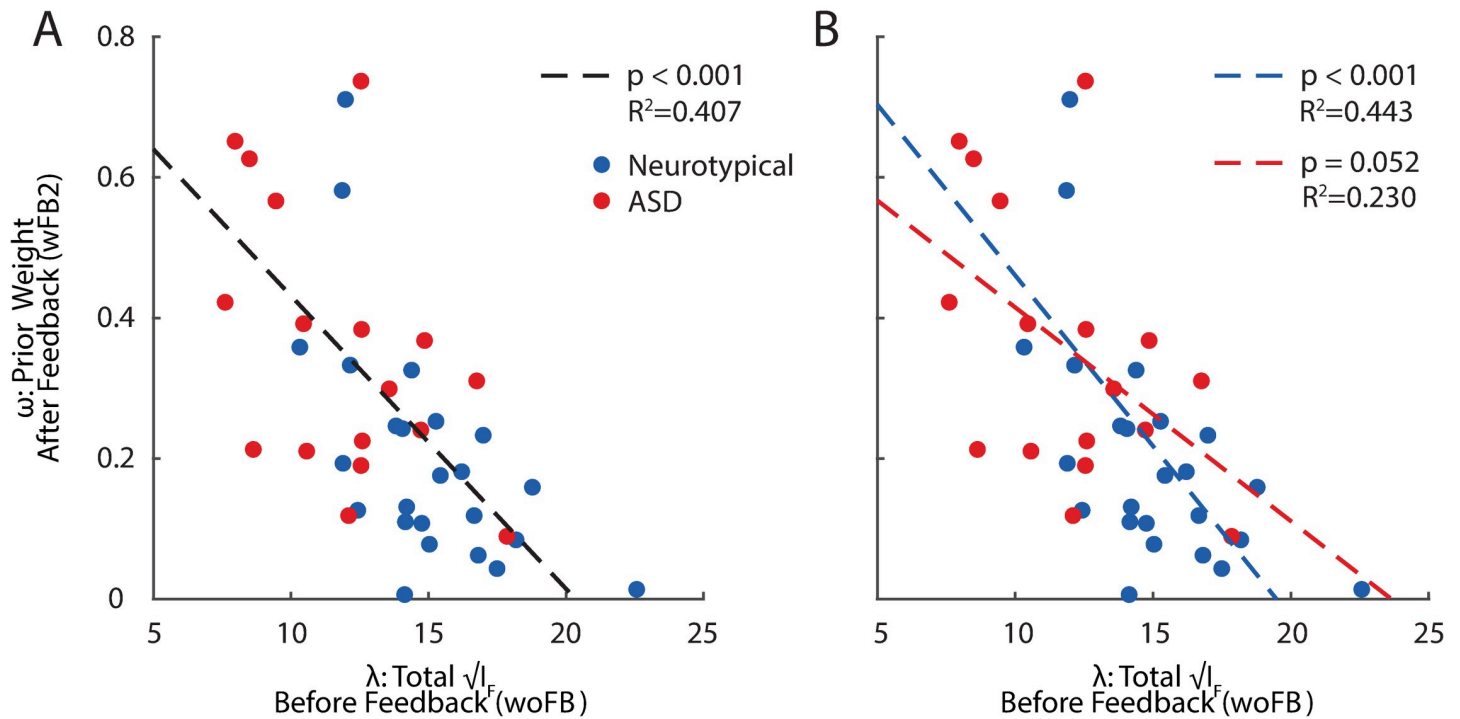 A
0.8
0.6
0.4
0.2
0
ω: Prior Weight
After Feedback (wFB2)
p < 0.001
R²=0.407
Neurotypical
ASD
5 10 15 20 25
λ: Total √I_F
Before Feedback (woFB)
B
p < 0.001
R²=0.443
p = 0.052
R²=0.230
5 10 15 20 25
λ: Total √I_F
Before Feedback (woFB)